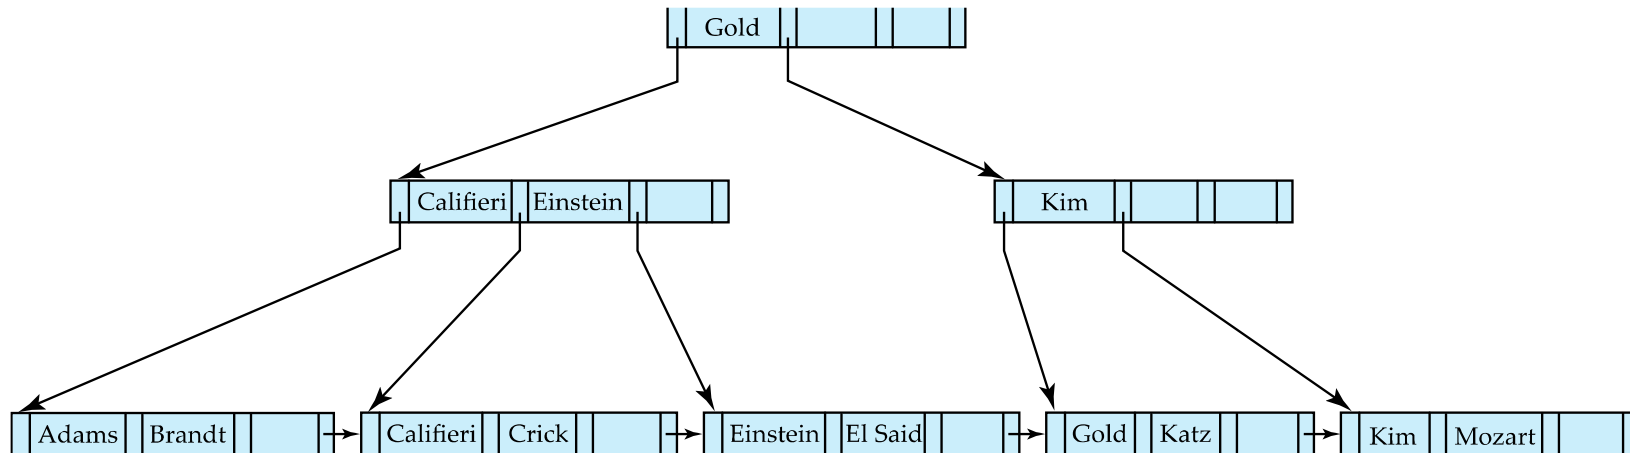 Gold
Califieri Einstein Kim
Adams Brandt Califieri Crick Einstein El Said Gold Katz Kim Mozart